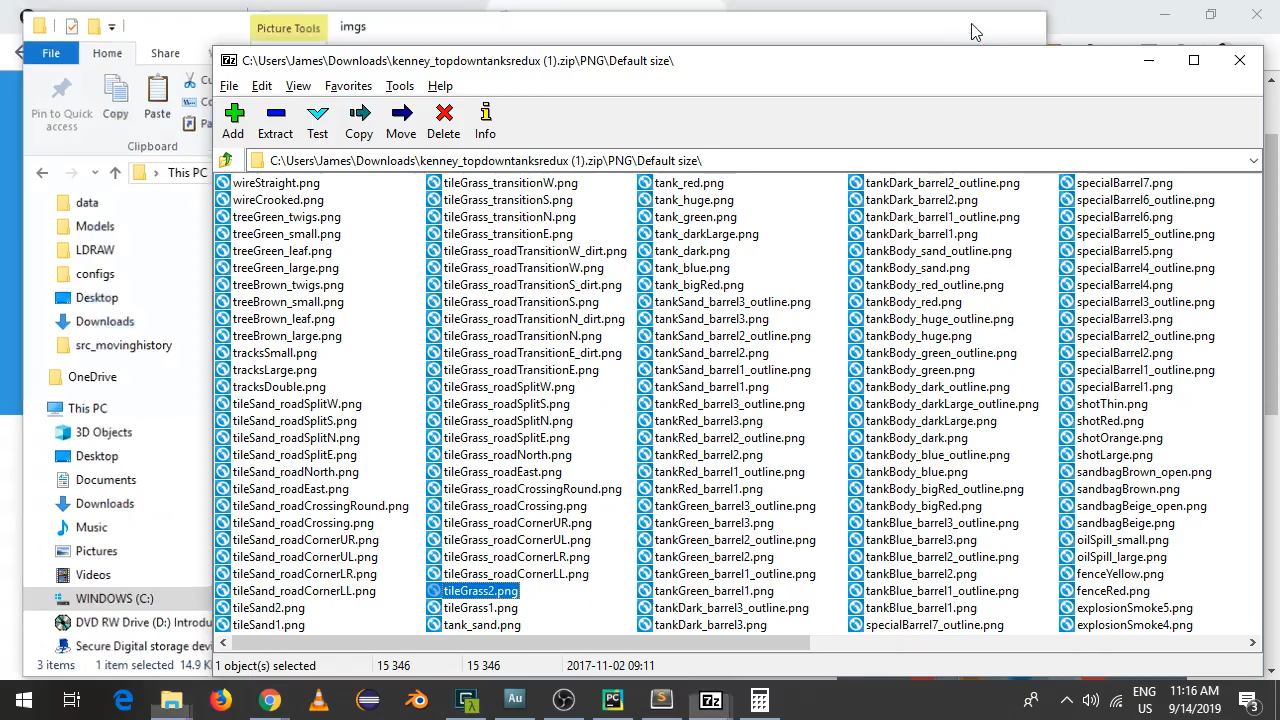 Picture Tools
imgs
File
Home
Share
Pin to Quick access
Copy
Paste
Clipboard
This PC
data
Models
LDRAW
configs
Desktop
Downloads
src_movinghistory
OneDrive
This PC
3D Objects
Desktop
Documents
Downloads
Music
Pictures
Videos
WINDOWS (C:)
DVD RW Drive (D:) Introdu
Secure Digital storage devi
3 items
1 item selected
14.9 K
7z
C:\Users\James\Downloads\kenney_topdowntanksredux (1).zip\PNG\Default size\
File
Edit
View
Favorites
Tools
Help
Add
Extract
Test
Copy
Move
Delete
Info
C:\Users\James\Downloads\kenney_topdowntanksredux (1).zip\PNG\Default size\
wireStraight.png
wireCrooked.png
treeGreen_twigs.png
treeGreen_small.png
treeGreen_leaf.png
treeGreen_large.png
treeBrown_twigs.png
treeBrown_small.png
treeBrown_leaf.png
treeBrown_large.png
tracksSmall.png
tracksLarge.png
tracksDouble.png
tileSand_roadSplitW.png
tileSand_roadSplitS.png
tileSand_roadSplitN.png
tileSand_roadSplitE.png
tileSand_roadNorth.png
tileSand_roadEast.png
tileSand_roadCrossingRound.png
tileSand_roadCrossing.png
tileSand_roadCornerUR.png
tileSand_roadCornerUL.png
tileSand_roadCornerLR.png
tileSand_roadCornerLL.png
tileSand2.png
tileSand1.png
tileGrass_transitionW.png
tileGrass_transitionS.png
tileGrass_transitionN.png
tileGrass_transitionE.png
tileGrass_roadTransitionW_dirt.png
tileGrass_roadTransitionW.png
tileGrass_roadTransitionS_dirt.png
tileGrass_roadTransitionS.png
tileGrass_roadTransitionN_dirt.png
tileGrass_roadTransitionN.png
tileGrass_roadTransitionE_dirt.png
tileGrass_roadTransitionE.png
tileGrass_roadSplitW.png
tileGrass_roadSplitS.png
tileGrass_roadSplitN.png
tileGrass_roadSplitE.png
tileGrass_roadNorth.png
tileGrass_roadEast.png
tileGrass_roadCrossingRound.png
tileGrass_roadCrossing.png
tileGrass_roadCornerUR.png
tileGrass_roadCornerUL.png
tileGrass_roadCornerLR.png
tileGrass_roadCornerLL.png
tileGrass2.png
tileGrass1.png
tank_sand.png
tank_red.png
tank_huge.png
tank_green.png
tank_darkLarge.png
tank_dark.png
tank_blue.png
tank_bigRed.png
tankSand_barrel3_outline.png
tankSand_barrel3.png
tankSand_barrel2_outline.png
tankSand_barrel2.png
tankSand_barrel1_outline.png
tankSand_barrel1.png
tankRed_barrel3_outline.png
tankRed_barrel3.png
tankRed_barrel2_outline.png
tankRed_barrel2.png
tankRed_barrel1_outline.png
tankRed_barrel1.png
tankGreen_barrel3_outline.png
tankGreen_barrel3.png
tankGreen_barrel2_outline.png
tankGreen_barrel2.png
tankGreen_barrel1_outline.png
tankGreen_barrel1.png
tankDark_barrel3_outline.png
tankDark_barrel3.png
tankDark_barrel2_outline.png
tankDark_barrel2.png
tankDark_barrel1_outline.png
tankDark_barrel1.png
tankBody_sand_outline.png
tankBody_sand.png
tankBody_red_outline.png
tankBody_red.png
tankBody_huge_outline.png
tankBody_huge.png
tankBody_green_outline.png
tankBody_green.png
tankBody_dark_outline.png
tankBody_darkLarge_outline.png
tankBody_darkLarge.png
tankBody_dark.png
tankBody_blue_outline.png
tankBody_blue.png
tankBody_bigRed_outline.png
tankBody_bigRed.png
tankBlue_barrel3_outline.png
tankBlue_barrel3.png
tankBlue_barrel2_outline.png
tankBlue_barrel2.png
tankBlue_barrel1_outline.png
tankBlue_barrel1.png
specialBarrel7_outline.png
specialBarrel7.png
specialBarrel6_outline.png
specialBarrel6.png
specialBarrel5_outline.png
specialBarrel5.png
specialBarrel4_outline.png
specialBarrel4.png
specialBarrel3_outline.png
specialBarrel3.png
specialBarrel2_outline.png
specialBarrel2.png
specialBarrel1_outline.png
specialBarrel1.png
shotThin.png
shotRed.png
shotOrange.png
shotLarge.png
sandbagBrown_open.png
sandbagBrown.png
sandbagBeige_open.png
sandbagBeige.png
oilSpill_small.png
oilSpill_large.png
fenceYellow.png
fenceRed.png
explosionSmoke5.png
explosionSmoke4.png
1 object(s) selected
15 346
15 346
2017-11-02 09:11
ENG
US
11:16 AM
9/14/2019
3